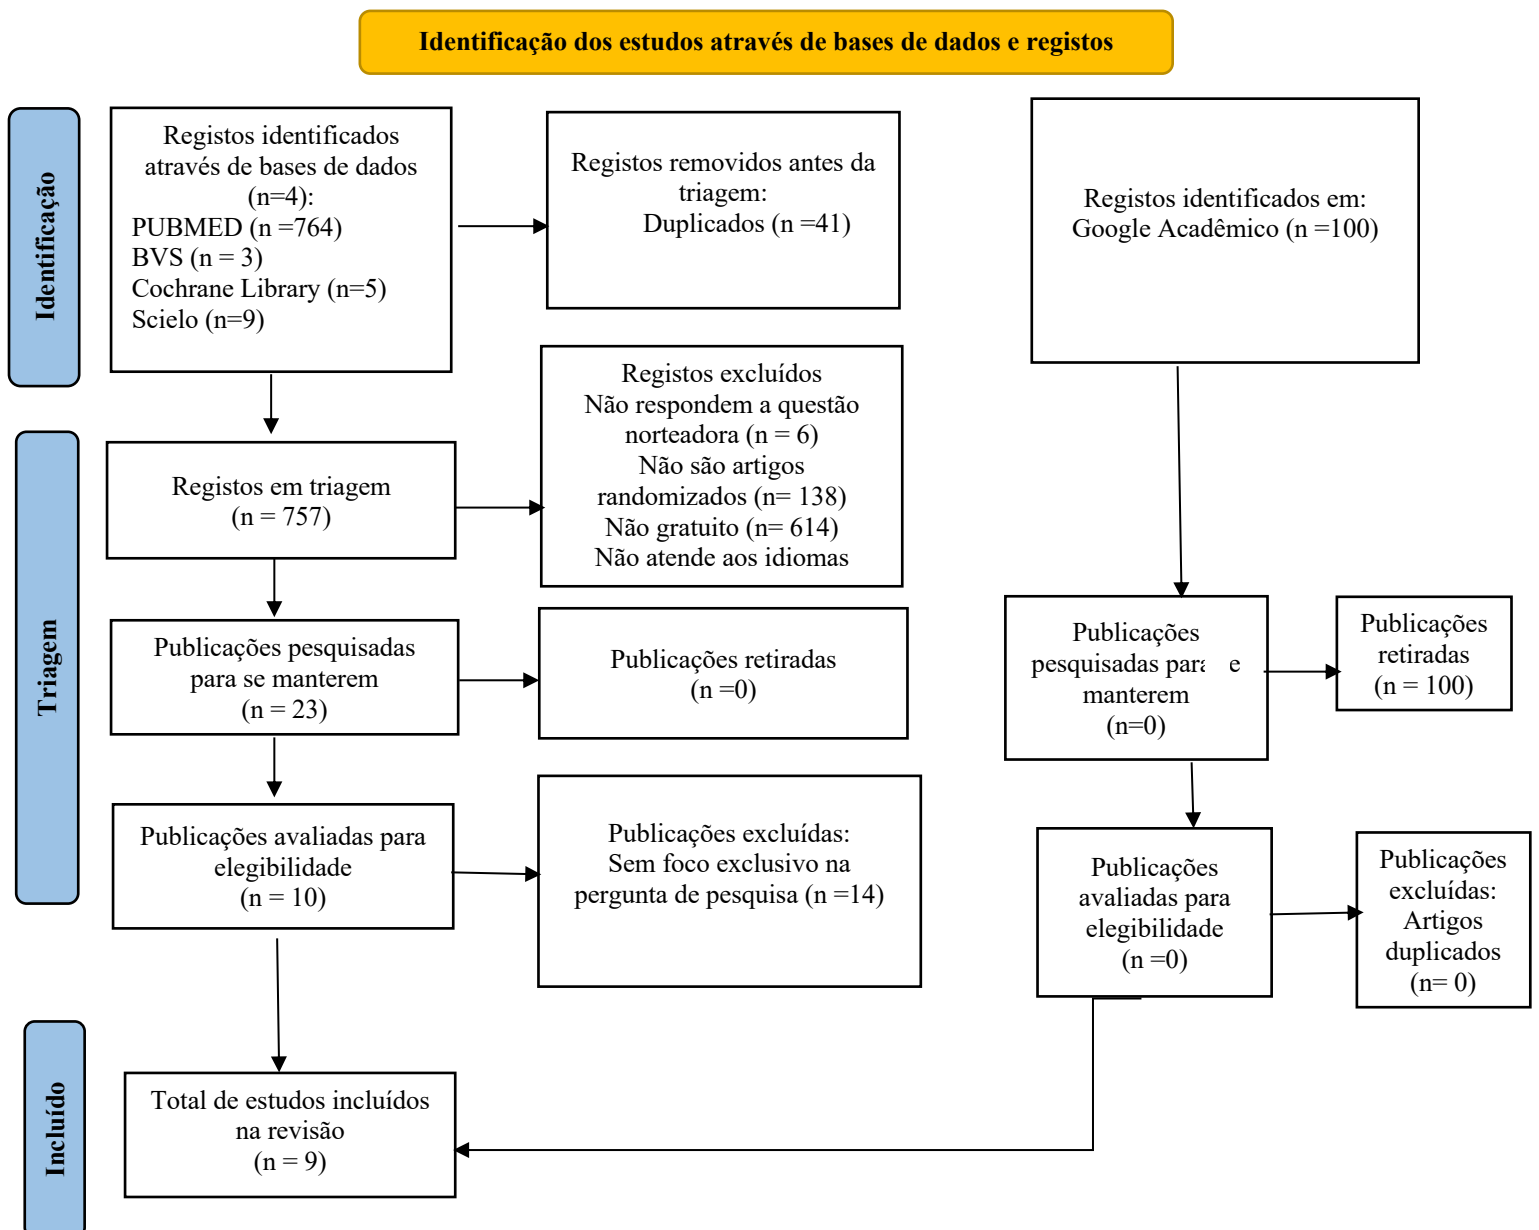 Identificação dos estudos através de bases de dados e registos
Identificação
Registos identificados
através de bases de dados
(n=4):
PUBMED (n =764)
BVS (n = 3)
Cochrane Library (n=5)
Scielo (n=9)
Registos removidos antes da
triagem:
Duplicados (n =41)
Registos identificados em:
Google Acadêmico (n =100)
Triagem
Registos em triagem
(n = 757)
Registos excluídos
Não respondem a questão
norteadora (n = 6)
Não são artigos
randomizados (n= 138)
Não gratuito (n= 614)
Não atende aos idiomas
Publicações pesquisadas
para se manterem
(n = 23)
Publicações retiradas
(n =0)
Publicações
pesquisadas para e
manterem
(n=0)
Publicações
retiradas
(n = 100)
Publicações avaliadas para
elegibilidade
(n = 10)
Publicações excluídas:
Sem foco exclusivo na
pergunta de pesquisa (n =14)
Publicações
avaliadas para
elegibilidade
(n =0)
Publicações
excluídas:
Artigos
duplicados
(n= 0)
Incluído
Total de estudos incluídos
na revisão
(n = 9)